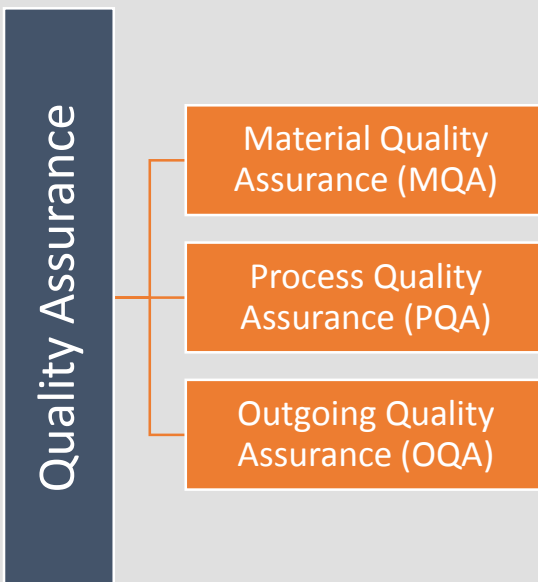 Quality Assurance
Material Quality
Assurance (MQA)
Process Quality
Assurance (PQA)
Outgoing Quality
Assurance (OQA)